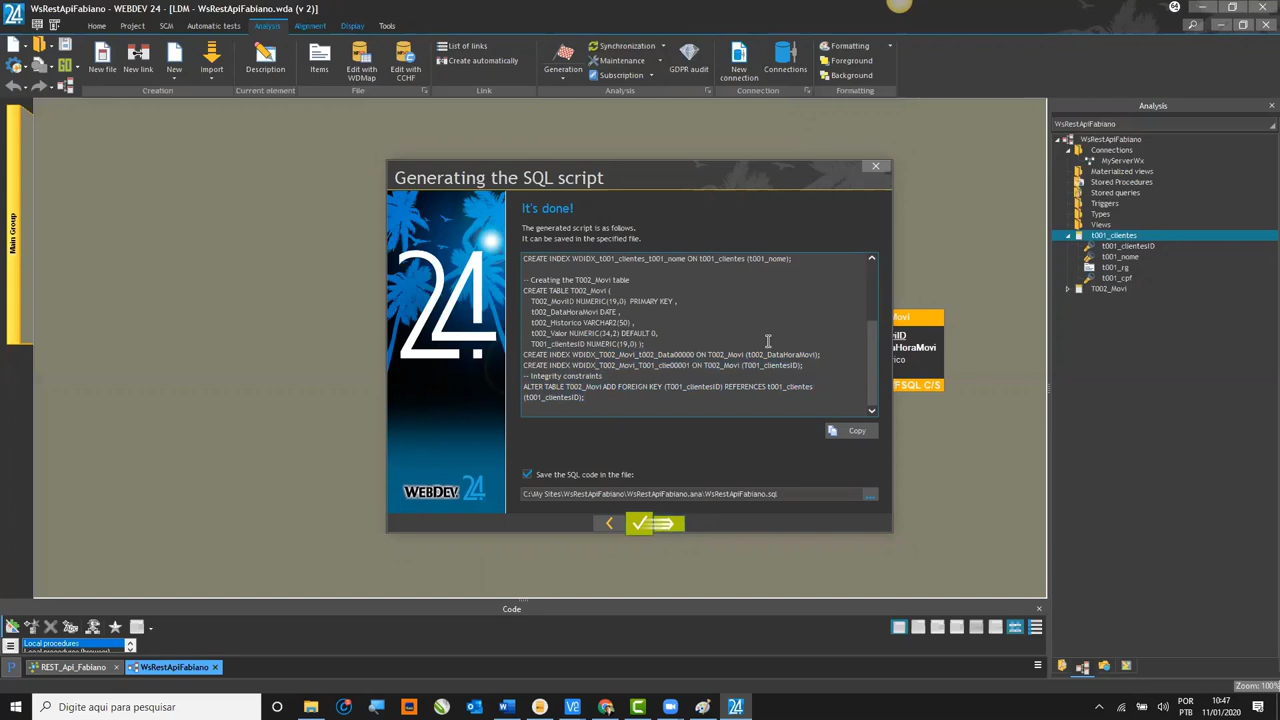 WsRestApiFabiano - WEBDEV 24 - [LDM - WsRestApiFabiano.wda (v 2)]
Home Project SCM Automatic tests Analysis Alignment Display Tools
New file New link New Import Description Items Edit with WDMap Edit with CCHF
List of links
Create automatically
Generation
Synchronization
Maintenance
Subscription
GDPR audit
New connection
Connections
Formatting
Foreground
Background
Creation Current element File Link Analysis Connection Formatting
Main Group
Analysis
WsRestApiFabiano
WsRestApiFabiano
Connections
MyServerWx
Materialized views
Stored Procedures
Stored queries
Triggers
Types
Views
t001_clientes
t001_clientesID
t001_nome
t001_rg
t001_cpf
T002_Movi
Generating the SQL script
It's done!
The generated script is as follows.
It can be saved in the specified file.
CREATE INDEX WDIDX_t001_clientes_t001_nome ON t001_clientes (t001_nome);
-- Creating the T002_Movi table
CREATE TABLE T002_Movi (
T002_MoviID NUMERIC(19,0) PRIMARY KEY ,
t002_DataHoraMovi DATE ,
t002_Historico VARCHAR2(50) ,
t002_Valor NUMERIC(34,2) DEFAULT 0,
T001_clientesID NUMERIC(19,0) );
CREATE INDEX WDIDX_T002_Movi_t002_Data00000 ON T002_Movi (t002_DataHoraMovi);
CREATE INDEX WDIDX_T002_Movi_T001_clie00001 ON T002_Movi (T001_clientesID);
-- Integrity constraints
ALTER TABLE T002_Movi ADD FOREIGN KEY (T001_clientesID) REFERENCES t001_clientes
(t001_clientesID);
Copy
Save the SQL code in the file:
C:\My Sites\WsRestApiFabiano\WsRestApiFabiano.ana\WsRestApiFabiano.sql
...
24
WEBDEV 24
Movi
iID
HoraMovi
ico
FSQL C/S
Code
Local procedures
REST_Api_Fabiano
WsRestApiFabiano
Zoom: 100%
Digite aqui para pesquisar
POR
PTB
10:47
11/01/2020